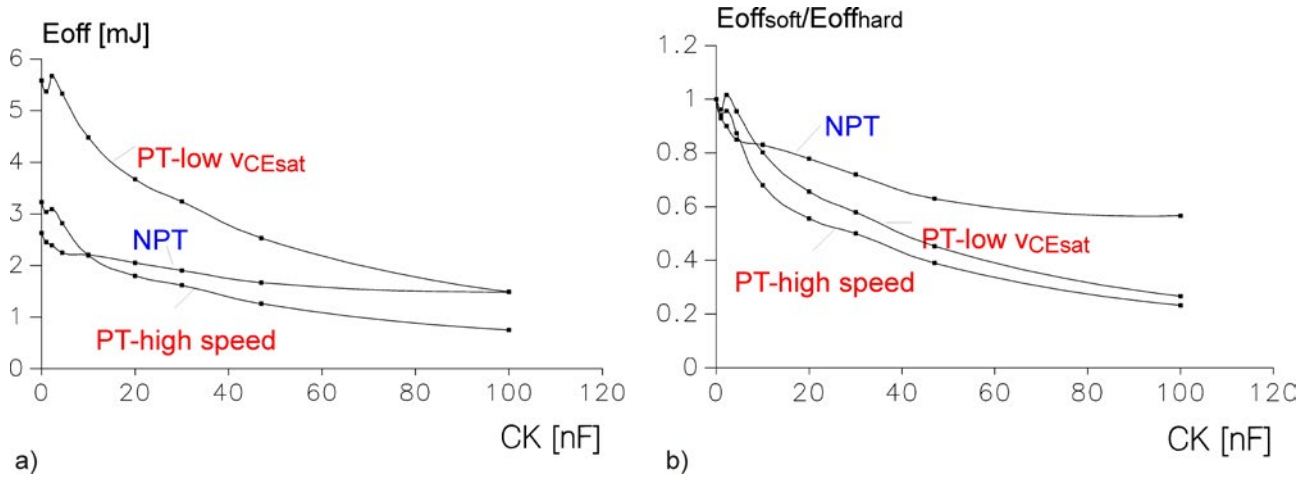 Eoff [mJ]
6
5
4
3
2
1
0
PT-low vCEsat
NPT
PT-high speed
0 20 40 60 80 100 120
CK [nF]
a)
Eoffsoft/Eoffhard
1.2
1
0.8
0.6
0.4
0.2
0
NPT
PT-low vCEsat
PT-high speed
0 20 40 60 80 100 120
CK [nF]
b)